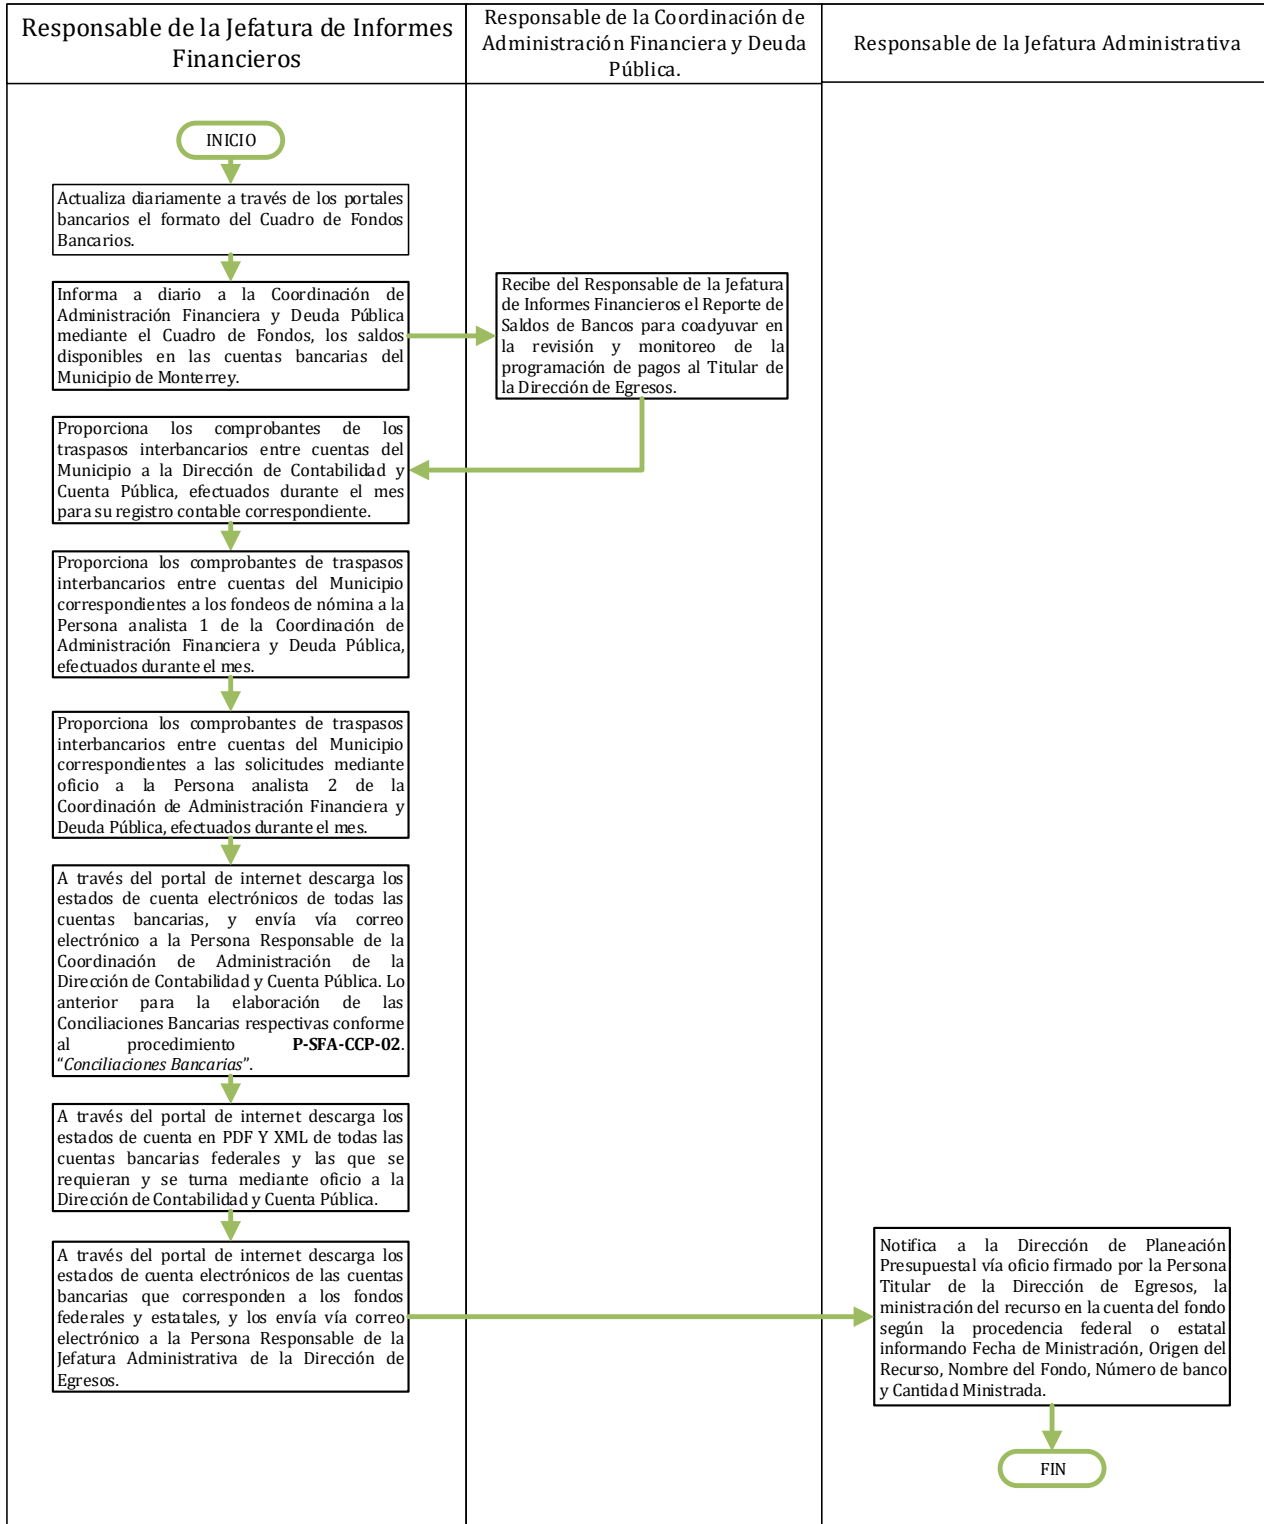 Responsable de la Jefatura de Informes
Financieros
Responsable de la Coordinación de
Administración Financiera y Deuda
Pública.
Responsable de la Jefatura Administrativa
INICIO
Actualiza diariamente a través de los portales
bancarios el formato del Cuadro de Fondos
Bancarios.
Informa a diario a la Coordinación de
Administración Financiera y Deuda Pública
mediante el Cuadro de Fondos, los saldos
disponibles en las cuentas bancarias del
Municipio de Monterrey.
Recibe del Responsable de la Jefatura
de Informes Financieros el Reporte de
Saldos de Bancos para coadyuvar en
la revisión y monitoreo de la
programación de pagos al Titular de
la Dirección de Egresos.
Proporciona los comprobantes de los
traspasos interbancarios entre cuentas del
Municipio a la Dirección de Contabilidad y
Cuenta Pública, efectuados durante el mes
para su registro contable correspondiente.
Proporciona los comprobantes de traspasos
interbancarios entre cuentas del Municipio
correspondientes a los fondeos de nómina a la
Persona analista 1 de la Coordinación de
Administración Financiera y Deuda Pública,
efectuados durante el mes.
Proporciona los comprobantes de traspasos
interbancarios entre cuentas del Municipio
correspondientes a las solicitudes mediante
oficio a la Persona analista 2 de la
Coordinación de Administración Financiera y
Deuda Pública, efectuados durante el mes.
A través del portal de internet descarga los
estados de cuenta electrónicos de todas las
cuentas bancarias, y envía vía correo
electrónico a la Persona Responsable de la
Coordinación de Administración de la
Dirección de Contabilidad y Cuenta Pública. Lo
anterior para la elaboración de las
Conciliaciones Bancarias respectivas conforme
al procedimiento P-SFA-CCP-02.
“Conciliaciones Bancarias”.
A través del portal de internet descarga los
estados de cuenta en PDF Y XML de todas las
cuentas bancarias federales y las que se
requieran y se turna mediante oficio a la
Dirección de Contabilidad y Cuenta Pública.
A través del portal de internet descarga los
estados de cuenta electrónicos de las cuentas
bancarias que corresponden a los fondos
federales y estatales, y los envía vía correo
electrónico a la Persona Responsable de la
Jefatura Administrativa de la Dirección de
Egresos.
Notifica a la Dirección de Planeación
Presupuestal vía oficio firmado por la Persona
Titular de la Dirección de Egresos, la
ministración del recurso en la cuenta del fondo
según la procedencia federal o estatal
informando Fecha de Ministración, Origen del
Recurso, Nombre del Fondo, Número de banco
y Cantidad Ministrada.
FIN